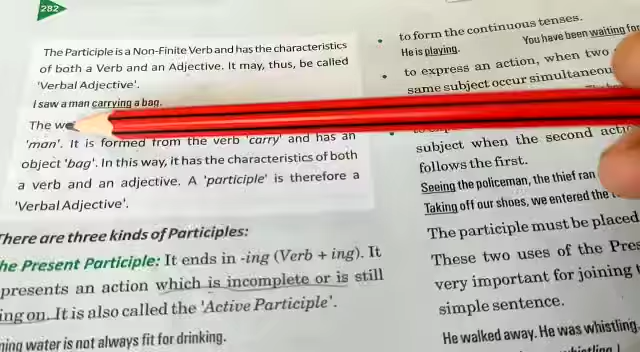 282
The Participle is a Non-Finite Verb and has the characteristics
of both a Verb and an Adjective. It may, thus, be called
'Verbal Adjective'.
I saw a man carrying a bag.
The
'man'. It is formed from the verb 'carry' and has an
object 'bag'. In this way, it has the characteristics of both
a verb and an adjective. A 'participle' is therefore a
'Verbal Adjective'.
There are three kinds of Participles:
he Present Participle: It ends in -ing (Verb + ing). It
presents an action which is incomplete or is still
ing on. It is also called the 'Active Participle'.
ning water is not always fit for drinking.
• to form the continuous tenses.
He is playing. You have been waiting for
• to express an action, when two
same subject occur simultaneou
subject when the second actio
follows the first.
Seeing the policeman, the thief ran
Taking off our shoes, we entered the
The participle must be placed
These two uses of the Pres
very important for joining
simple sentence.
He walked away. He was whistling.